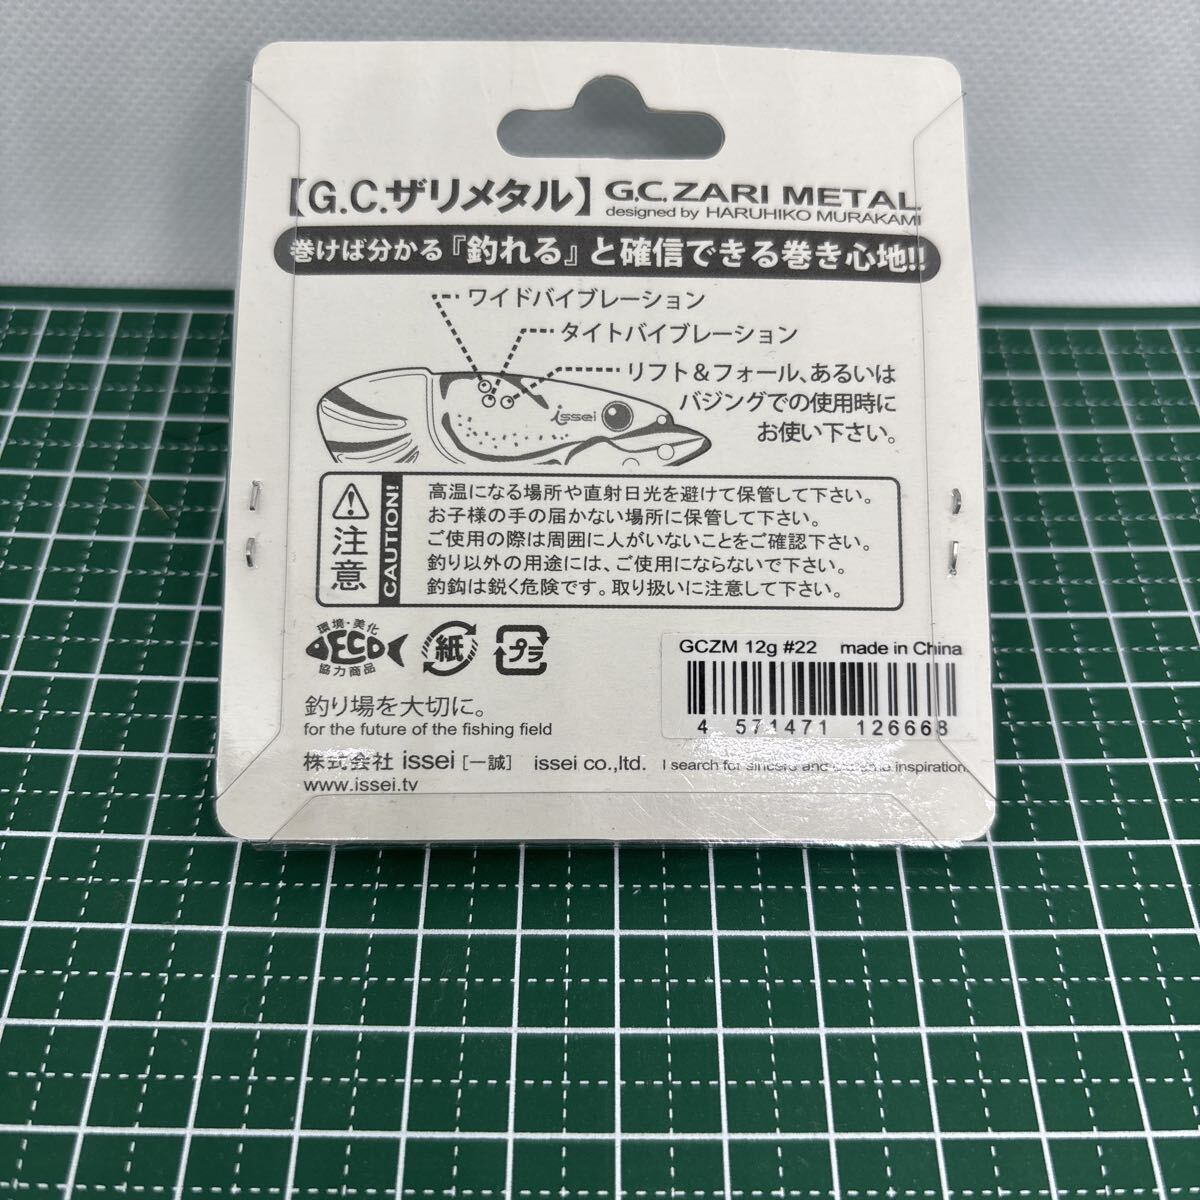 【G.C.ザリメタル】 G.C.ZARI METAL
designed by HARUHIKO MURAKAMI
巻けば分かる『釣れる』と確信できる巻き心地!!
ワイドバイブレーション
タイトバイブレーション
リフト&フォール、あるいは
バジングでの使用時に
お使い下さい。
issei
注意
CAUTION!
高温になる場所や直射日光を避けて保管して下さい。
お子様の手の届かない場所に保管して下さい。
ご使用の際は周囲に人がいないことをご確認下さい。
釣り以外の用途には、ご使用にならないで下さい。
釣鈎は鋭く危険です。取り扱いに注意して下さい。
環境・美化
ECO
協力商品
紙
プラ
GCZM 12g #22 made in China
4 571471 126668
釣り場を大切に。
for the future of the fishing field
株式会社 issei [一誠] issei co.,ltd. I search for sincere and extreme inspiration
www.issei.tv